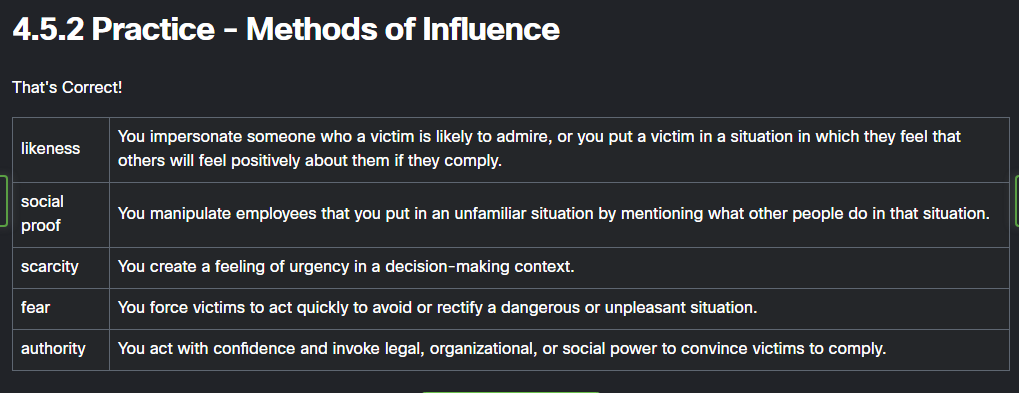 4.5.2 Practice - Methods of Influence
That's Correct!
likeness
You impersonate someone who a victim is likely to admire, or you put a victim in a situation in which they feel that
others will feel positively about them if they comply.
social
proof
You manipulate employees that you put in an unfamiliar situation by mentioning what other people do in that situation.
scarcity
You create a feeling of urgency in a decision-making context.
fear
You force victims to act quickly to avoid or rectify a dangerous or unpleasant situation.
authority
You act with confidence and invoke legal, organizational, or social power to convince victims to comply.